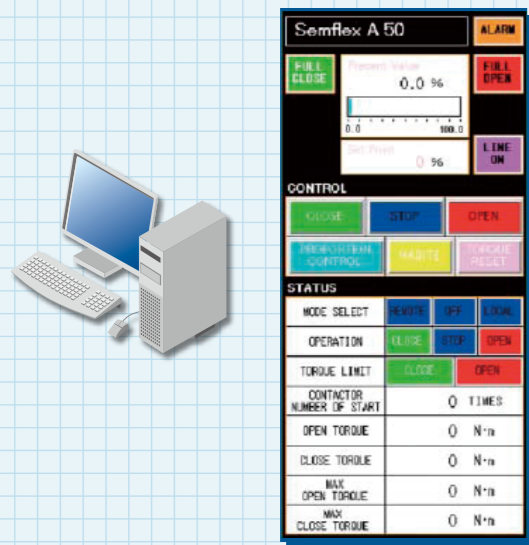 Semflex A 50
ALARM
FULL
CLOSE
Present Value
0.0 %
FULL
OPEN
0.0 100.0
Set Point
0 %
LINE
ON
CONTROL
CLOSE STOP OPEN
PROPORTION
CONTROL
TORQUE
RESET
STATUS
MODE SELECT REMOTE OFF LOCAL
OPERATION CLOSE STOP OPEN
TORQUE LIMIT CLOSE OPEN
CONTACTOR
NUMBER OF START 0 TIMES
OPEN TORQUE 0 N·m
CLOSE TORQUE 0 N·m
MAX
OPEN TORQUE 0 N·m
MAX
CLOSE TORQUE 0 N·m